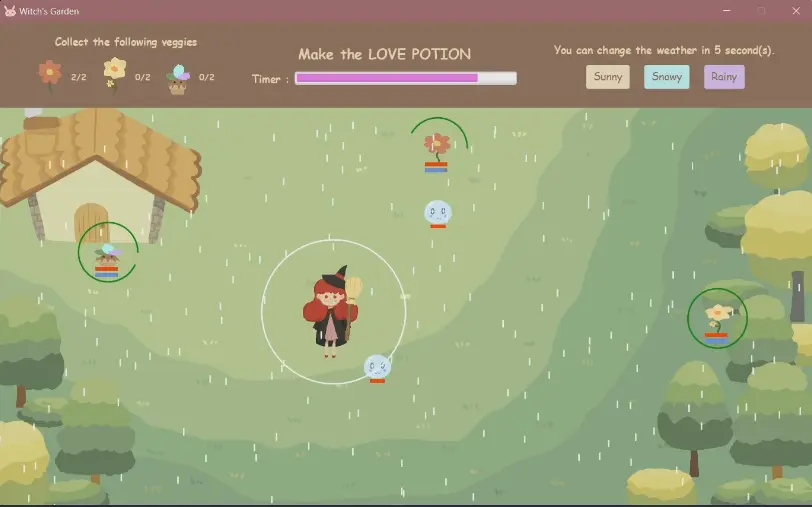 Witch's Garden
Collect the following veggies
2/2 0/2 0/2
Make the LOVE POTION
Timer :
You can change the weather in 5 second(s).
Sunny Snowy Rainy